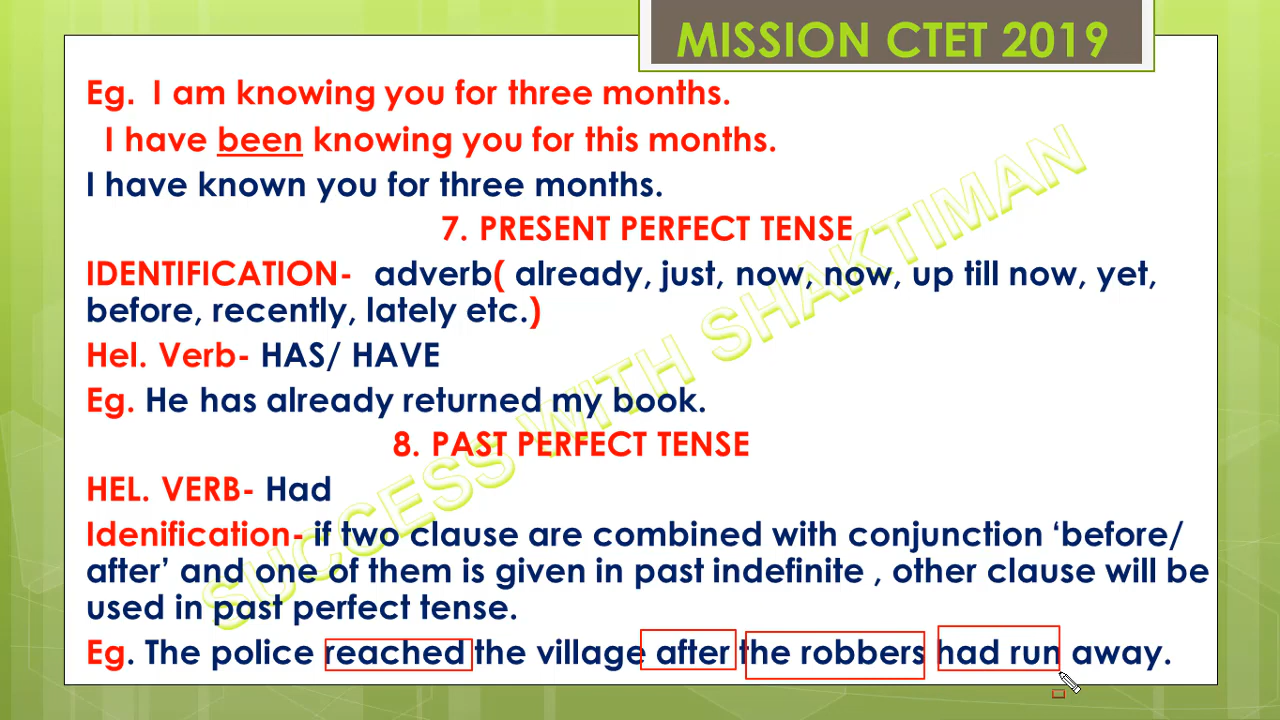 MISSION CTET 2019
Eg. I am knowing you for three months.
I have been knowing you for this months.
I have known you for three months.
7. PRESENT PERFECT TENSE
IDENTIFICATION- adverb( already, just, now, now, up till now, yet,
before, recently, lately etc.)
Hel. Verb- HAS/ HAVE
Eg. He has already returned my book.
8. PAST PERFECT TENSE
HEL. VERB- Had
Idenification- if two clause are combined with conjunction ‘before/
after’ and one of them is given in past indefinite , other clause will be
used in past perfect tense.
Eg. The police reached the village after the robbers had run away.
SUCCESS WITH SHAKTIMAN